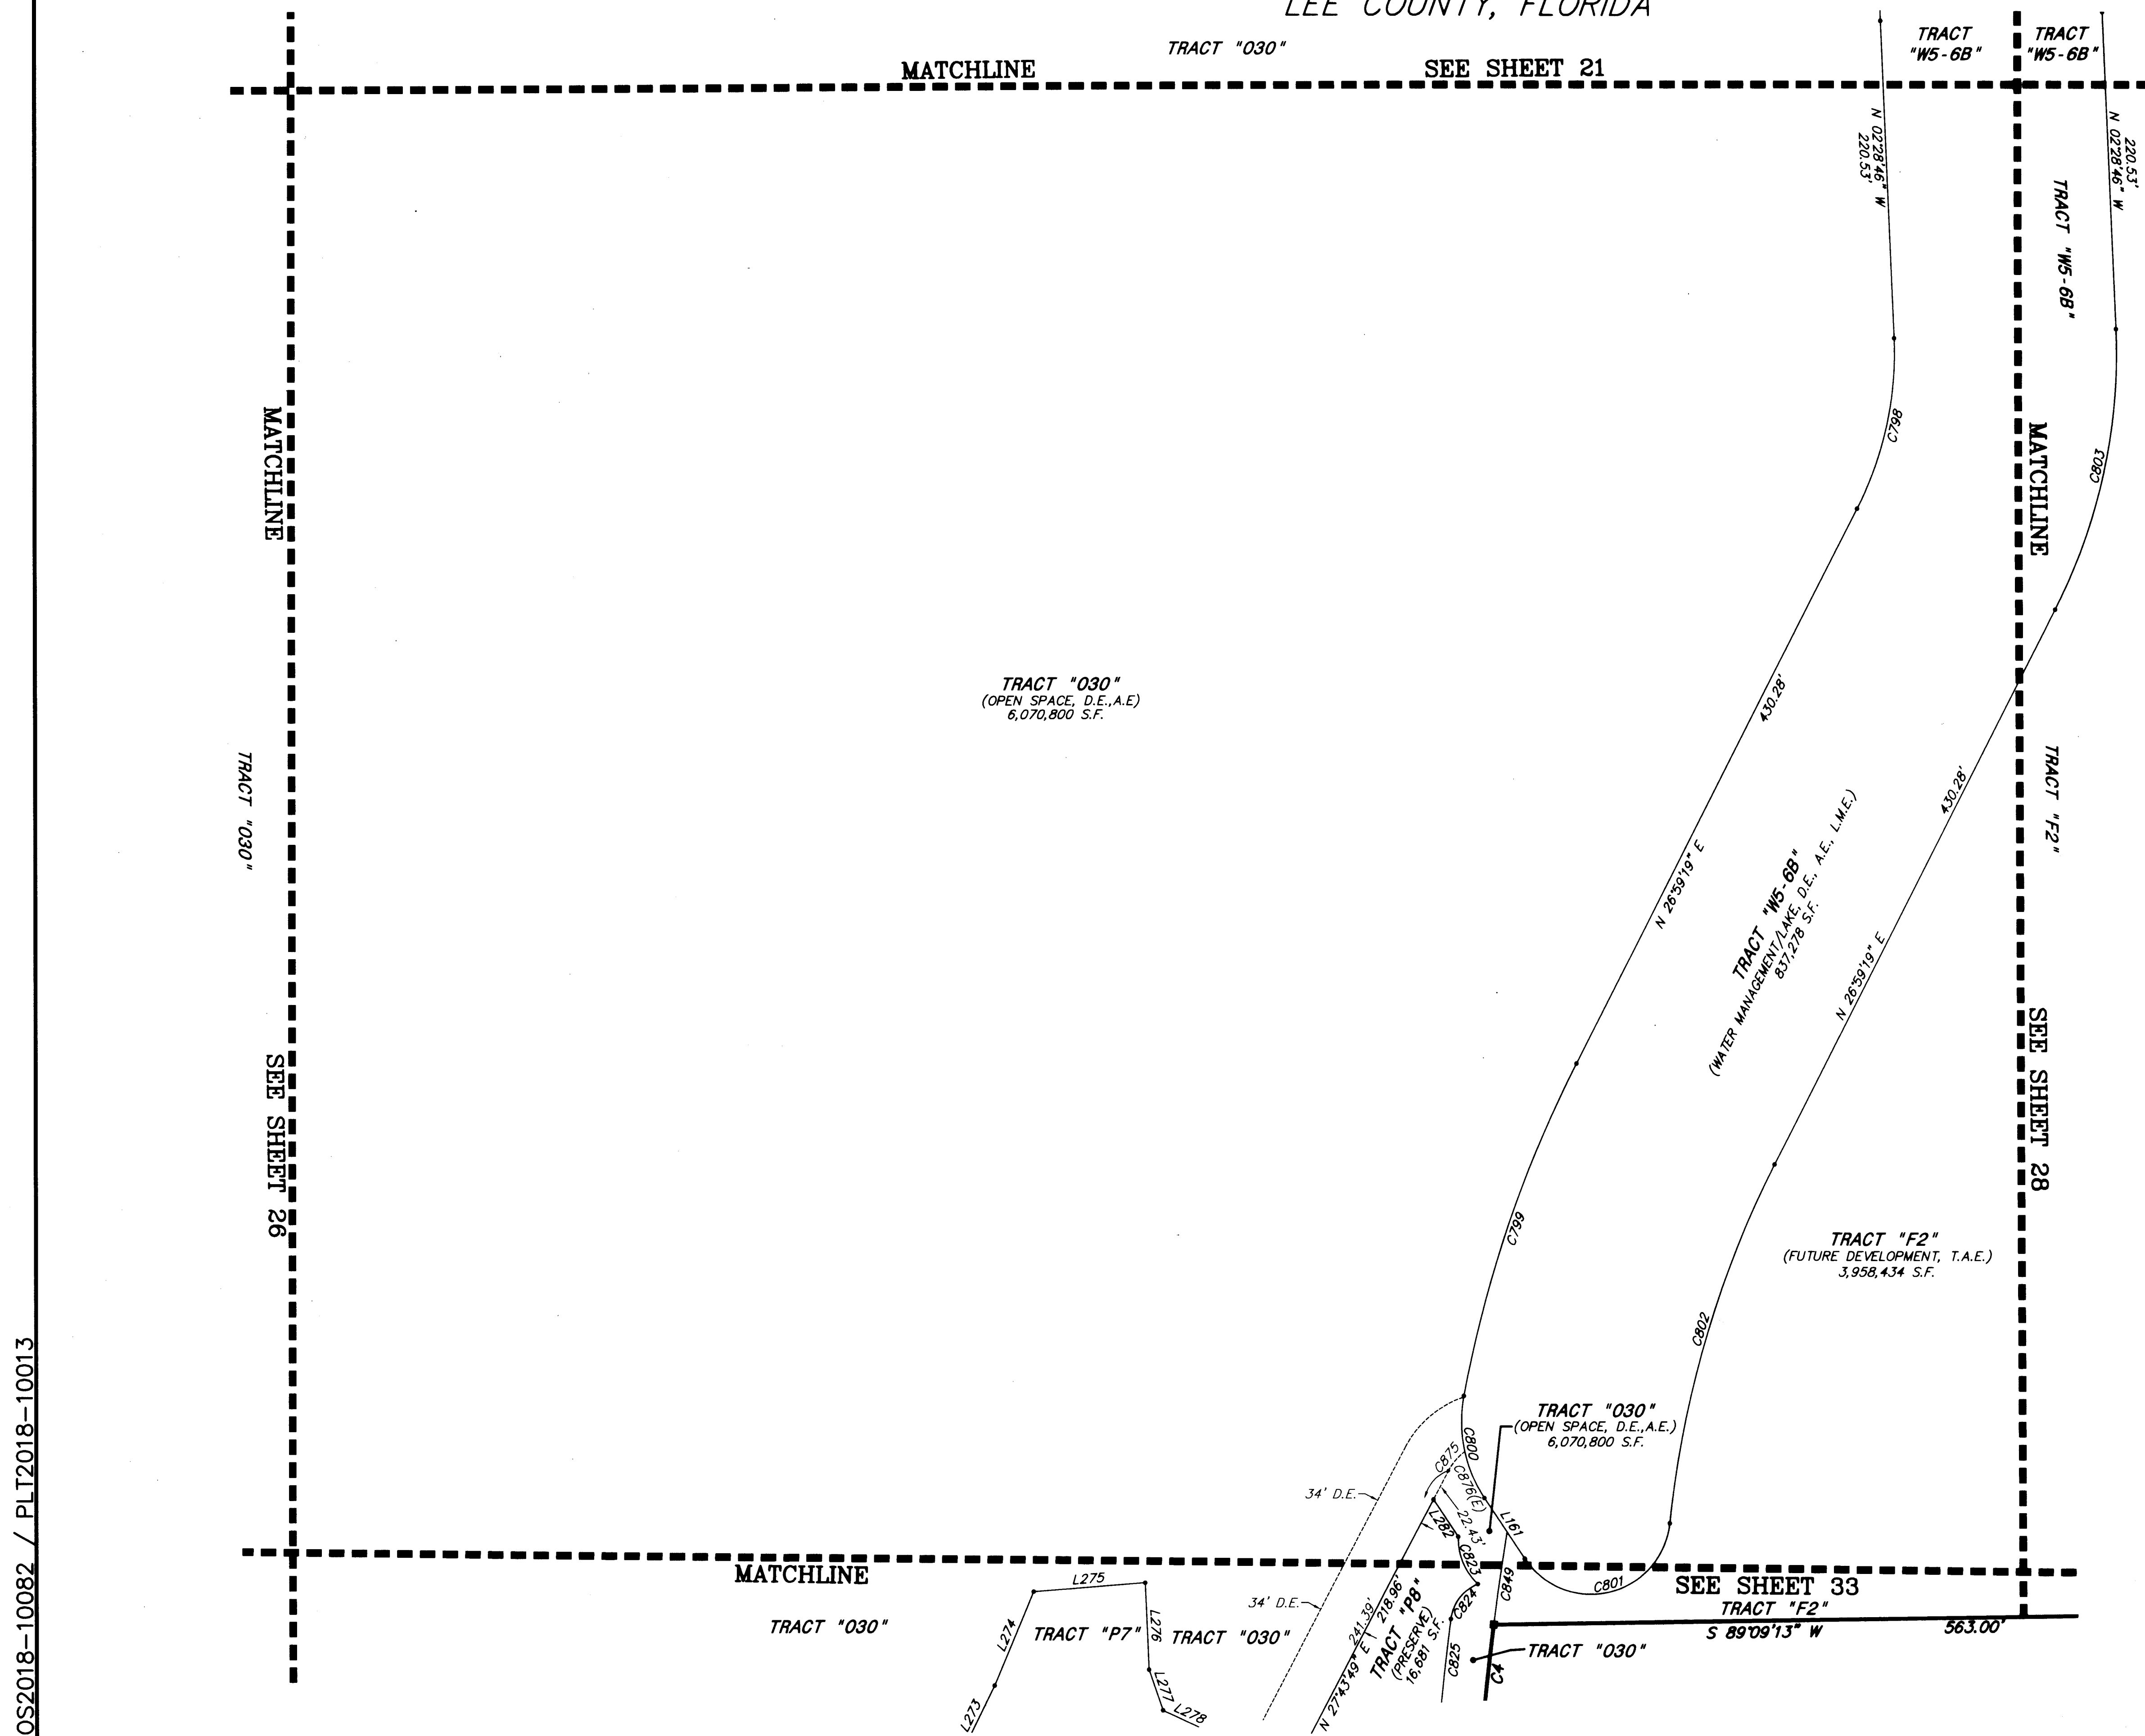 LEE COUNTY, FLORIDA
TRACT "030"
TRACT
"W5-6B"
TRACT
"W5-6B"
MATCHLINE
SEE SHEET 21
N 02°28'46" W
220.53'
220.53'
N 02°28'46" W
TRACT "W5-6B"
C798
C803
MATCHLINE
MATCHLINE
TRACT "030"
(OPEN SPACE, D.E.,A.E)
6,070,800 S.F.
430.28'
430.28'
TRACT "030"
TRACT "F2"
N 26°59'19" E
TRACT "W5-6B"
(WATER MANAGEMENT/LAKE, D.E., A.E., L.M.E.)
837,278 S.F.
N 26°59'19" E
SEE SHEET 26
SEE SHEET 28
C799
TRACT "F2"
(FUTURE DEVELOPMENT, T.A.E.)
3,958,434 S.F.
C802
TRACT "030"
(OPEN SPACE, D.E.,A.E.)
6,070,800 S.F.
C800
C875
C876(E)
34' D.E.
L282
22.43'
L161
C823
MATCHLINE
SEE SHEET 33
C801
C849
TRACT "F2"
L275
34' D.E.
241.39'
218.96'
C824
TRACT "030"
L274
TRACT "P7"
L276
TRACT "030"
N 27°43'49" E
TRACT "P8"
(PRESERVE)
16,681 S.F.
C825
S 89°09'13" W
563.00'
TRACT "030"
C4
L273
L277
L278
OS2018-10082 / PLT2018-10013